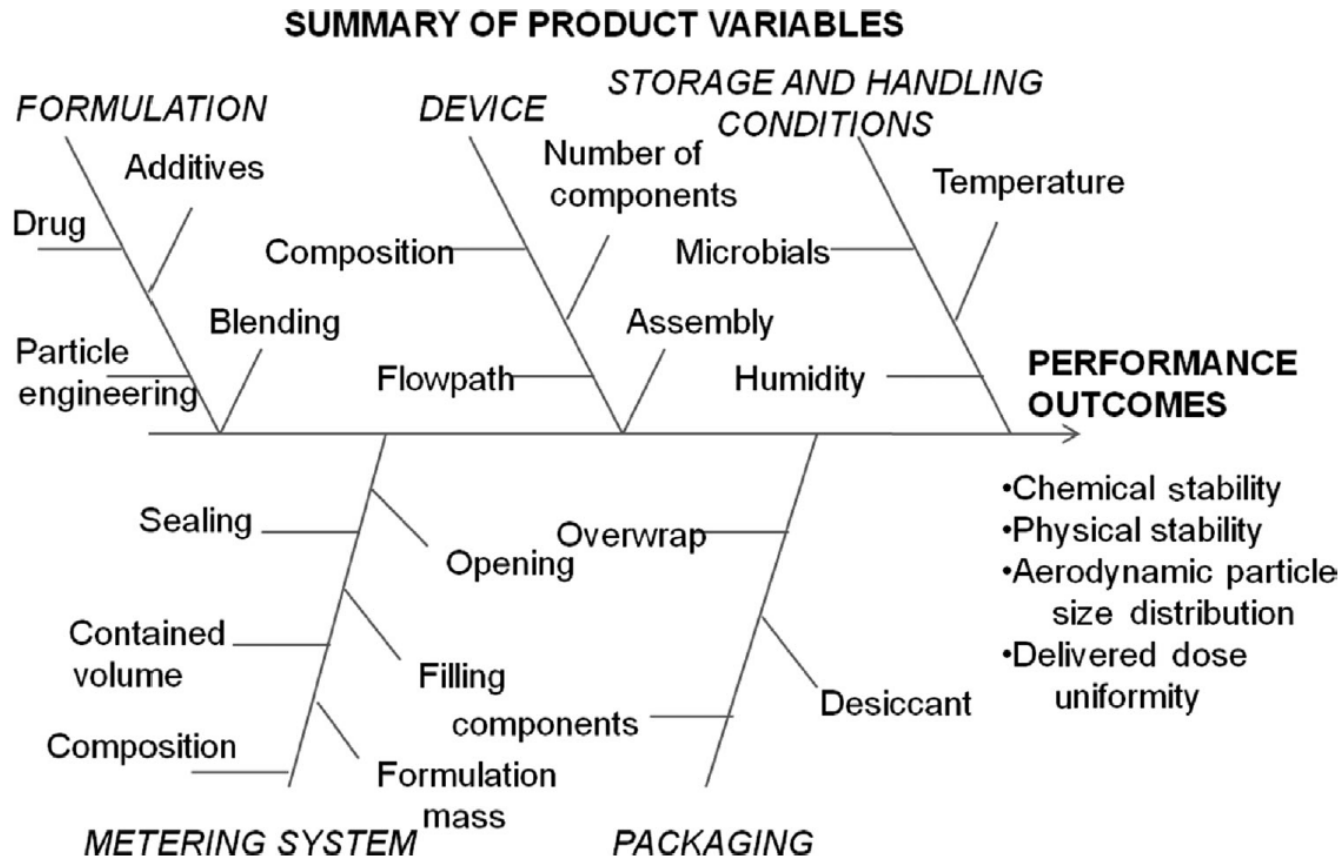 SUMMARY OF PRODUCT VARIABLES
FORMULATION
DEVICE
STORAGE AND HANDLING
CONDITIONS
Additives
Drug
Blending
Particle
engineering
Number of
components
Composition
Assembly
Flowpath
Temperature
Microbials
Humidity
PERFORMANCE
OUTCOMES
•Chemical stability
•Physical stability
•Aerodynamic particle
size distribution
•Delivered dose
uniformity
Sealing
Opening
Contained
volume
Filling
Composition
Formulation
mass
METERING SYSTEM
Overwrap
Desiccant
components
PACKAGING